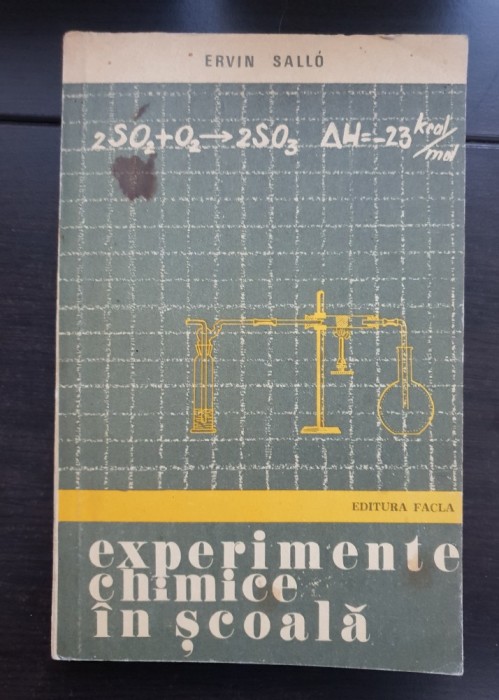 ERVIN SALLÓ
2SO₂+O₂→2SO₃ ΔH=-23 kcal/mol
EDITURA FACLA
experimente
chimice
în școală